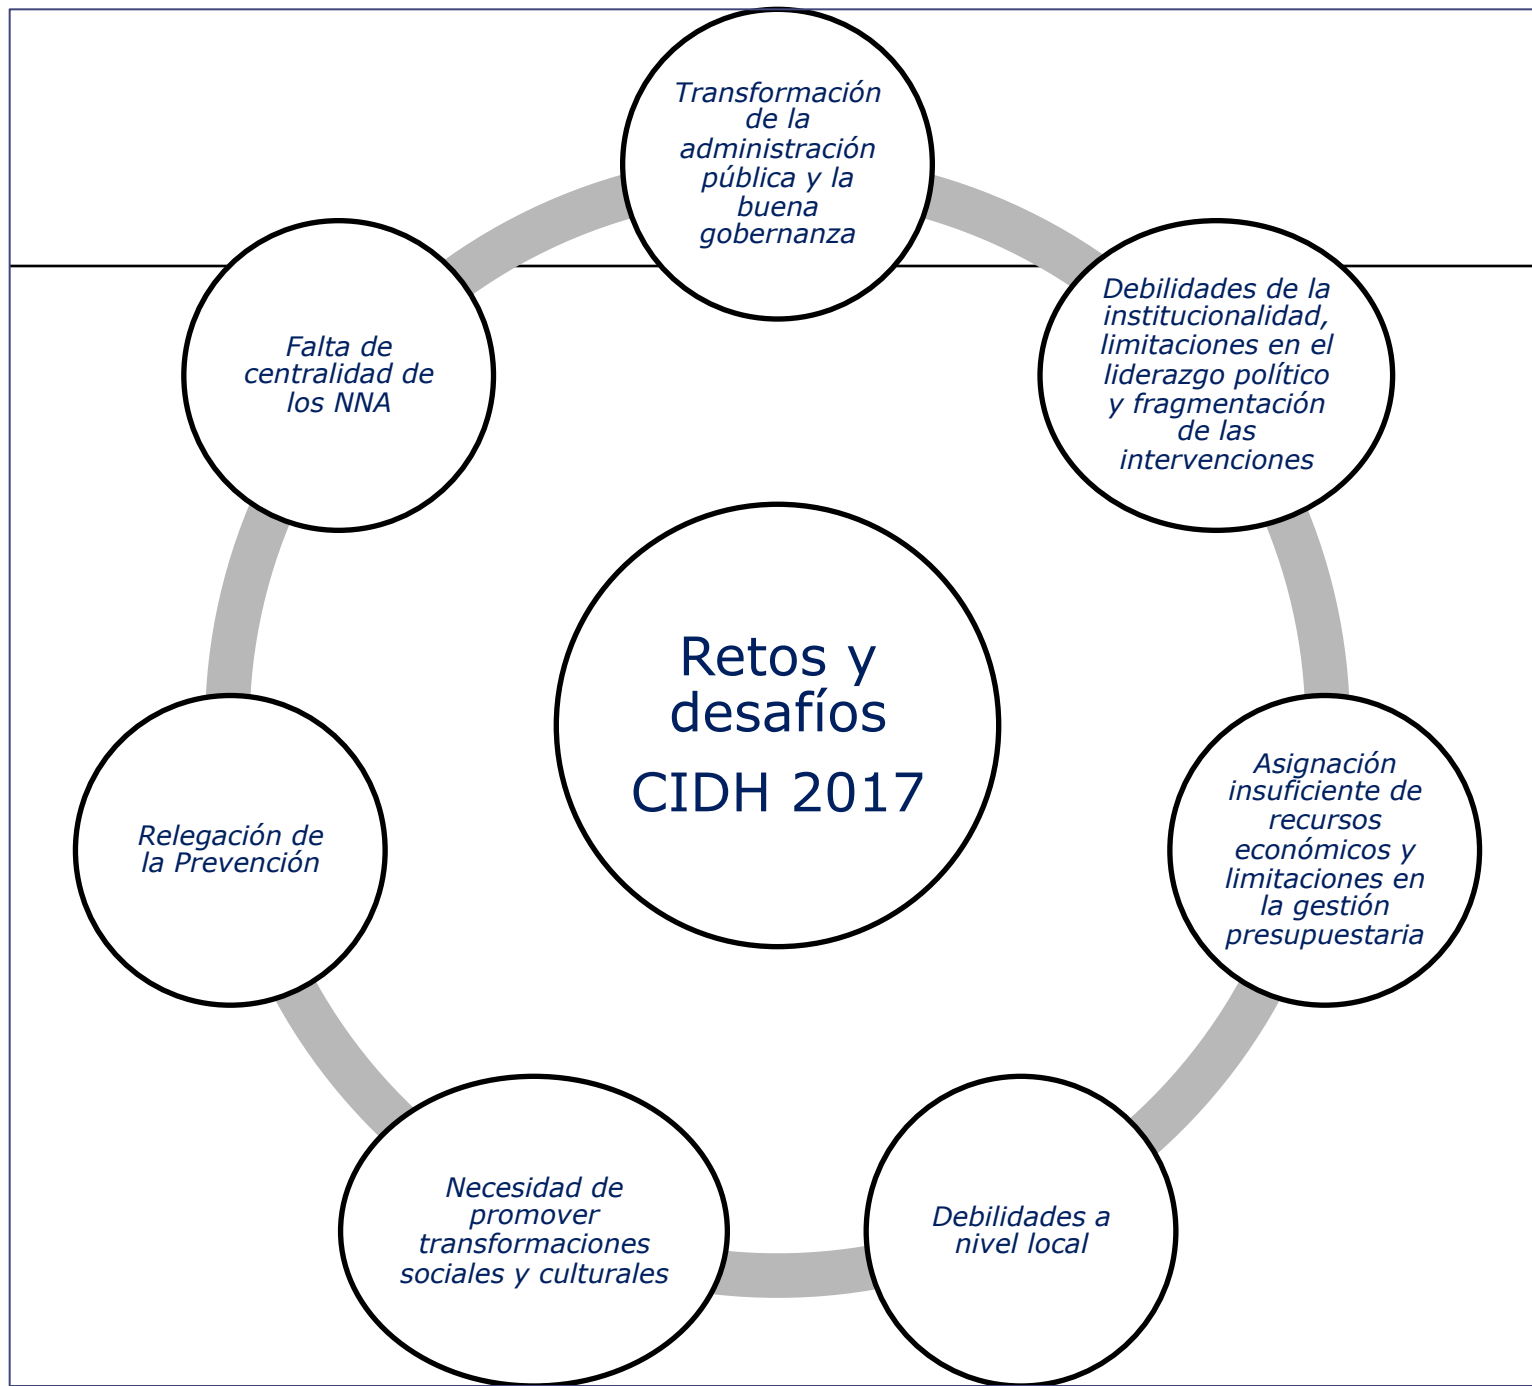 Transformación
de la
administración
pública y la
buena
gobernanza
Debilidades de la
institucionalidad,
limitaciones en el
liderazgo político
y fragmentación
de las
intervenciones
Asignación
insuficiente de
recursos
económicos y
limitaciones en
la gestión
presupuestaria
Debilidades a
nivel local
Necesidad de
promover
transformaciones
sociales y culturales
Relegación de
la Prevención
Falta de
centralidad de
los NNA
Retos y
desafíos
CIDH 2017